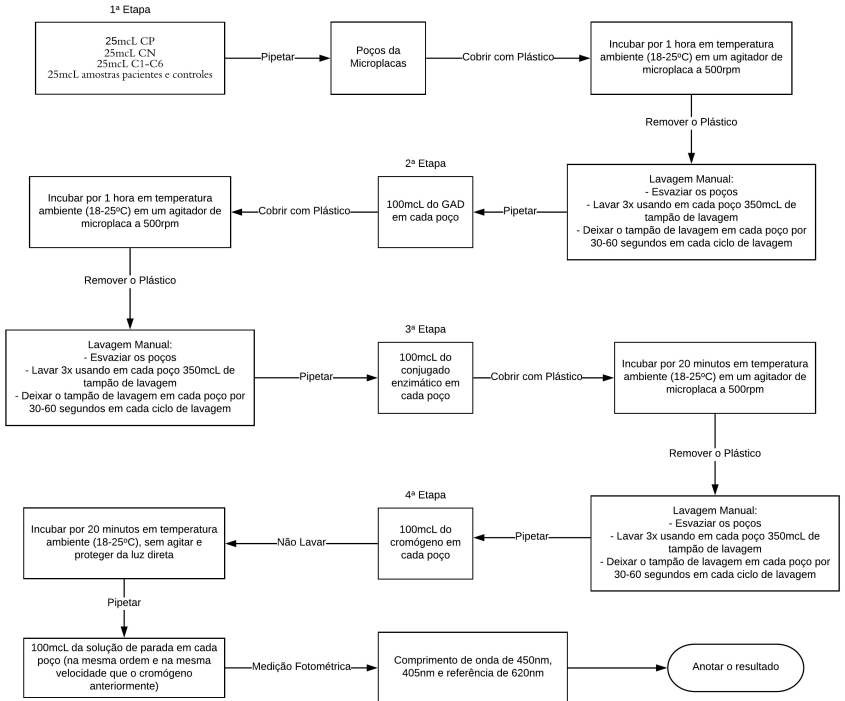 1ª Etapa
25mcL CP
25mcL CN
25mcL C1-C6
25mcL amostras pacientes e controles
Pipetar
Poços da
Microplacas
Cobrir com Plástico
Incubar por 1 hora em temperatura
ambiente (18-25ºC) em um agitador de
microplaca a 500rpm
Remover o Plástico
Lavagem Manual:
- Esvaziar os poços
- Lavar 3x usando em cada poço 350mcL de
tampão de lavagem
- Deixar o tampão de lavagem em cada poço por
30-60 segundos em cada ciclo de lavagem
Pipetar
2ª Etapa
100mcL do GAD
em cada poço
Cobrir com Plástico
Incubar por 1 hora em temperatura
ambiente (18-25ºC) em um agitador de
microplaca a 500rpm
Remover o Plástico
Lavagem Manual:
- Esvaziar os poços
- Lavar 3x usando em cada poço 350mcL de
tampão de lavagem
- Deixar o tampão de lavagem em cada poço por
30-60 segundos em cada ciclo de lavagem
Pipetar
3ª Etapa
100mcL do
conjugado
enzimático em
cada poço
Cobrir com Plástico
Incubar por 20 minutos em temperatura
ambiente (18-25ºC) em um agitador de
microplaca a 500rpm
Remover o Plástico
Lavagem Manual:
- Esvaziar os poços
- Lavar 3x usando em cada poço 350mcL de
tampão de lavagem
- Deixar o tampão de lavagem em cada poço por
30-60 segundos em cada ciclo de lavagem
Pipetar
4ª Etapa
100mcL do
cromógeno em
cada poço
Não Lavar
Incubar por 20 minutos em temperatura
ambiente (18-25ºC), sem agitar e
proteger da luz direta
Pipetar
100mcL da solução de parada em cada
poço (na mesma ordem e na mesma
velocidade que o cromógeno
anteriormente)
Medição Fotométrica
Comprimento de onda de 450nm,
405nm e referência de 620nm
Anotar o resultado